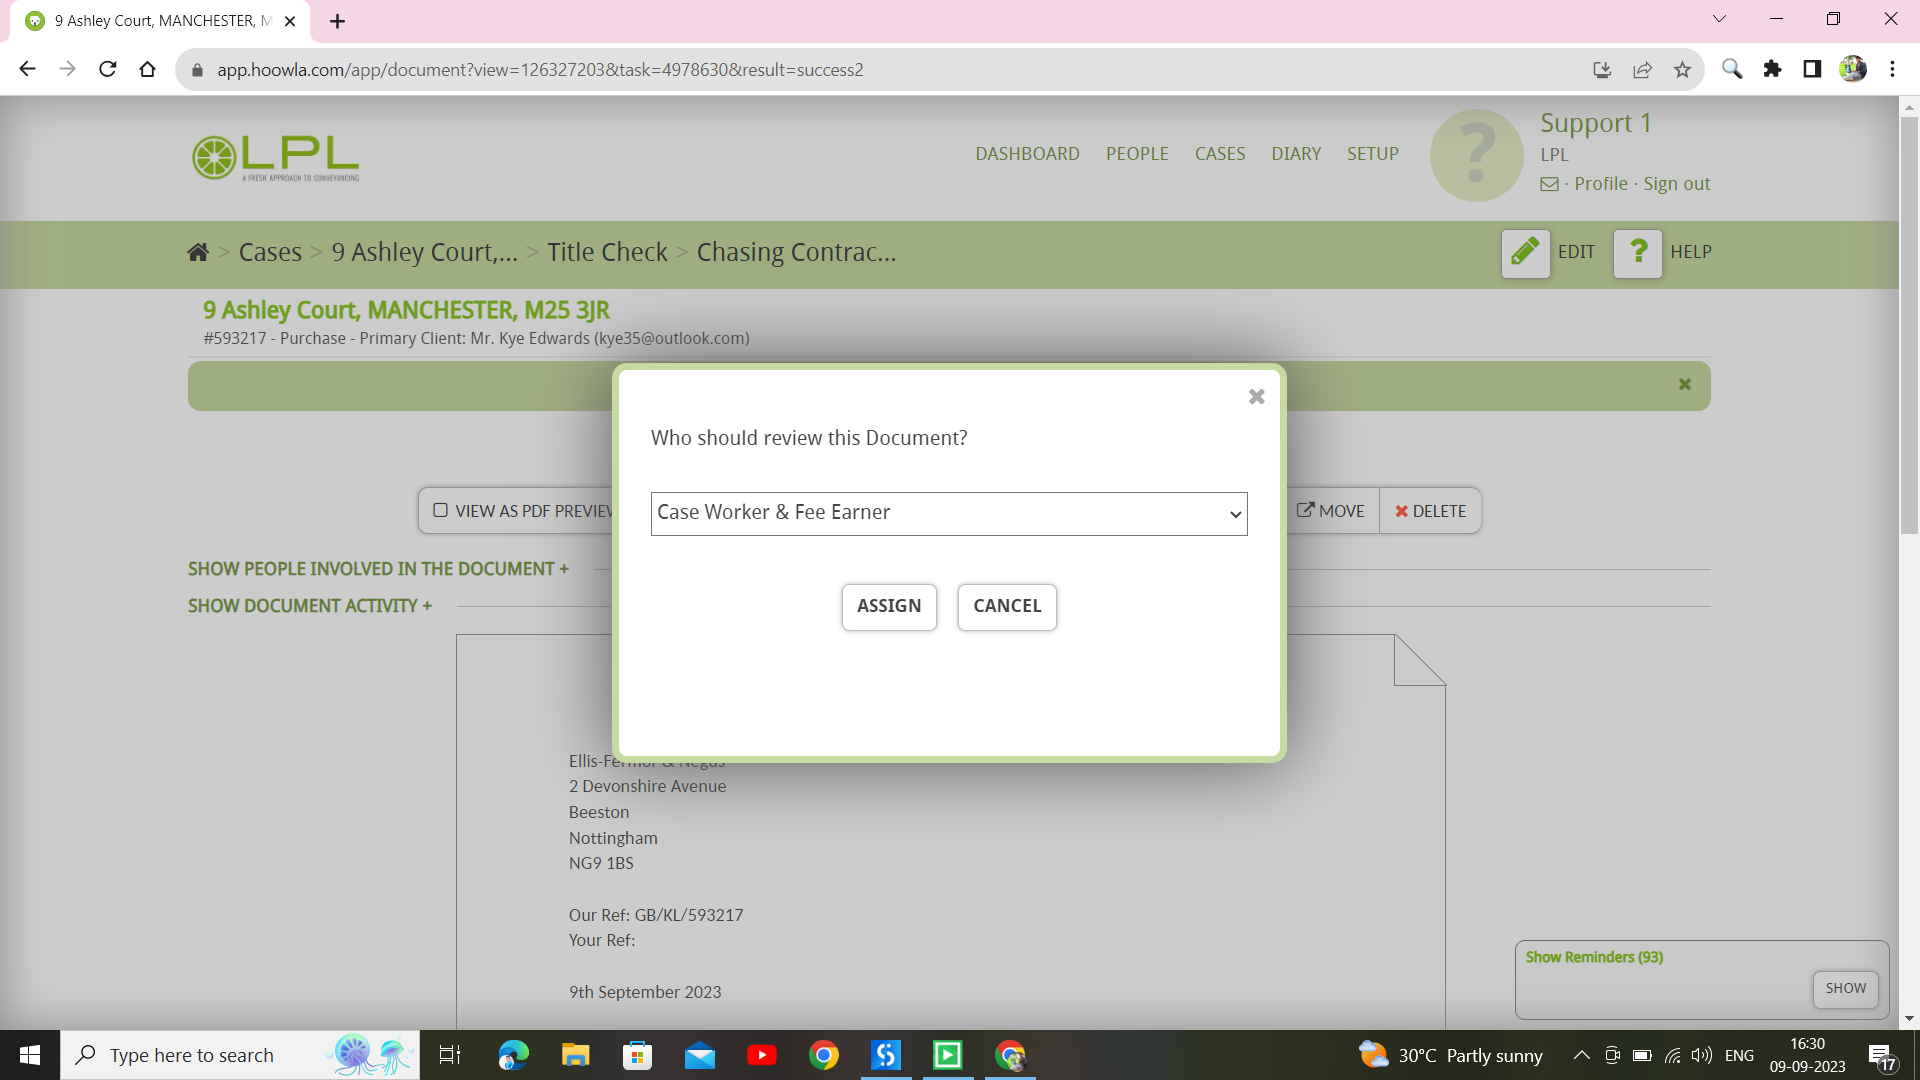 9 Ashley Court, MANCHESTER, M
app.hoowla.com/app/document?view=126327203&task=4978630&result=success2
LPL
A FRESH APPROACH TO CONVEYANCING
DASHBOARD PEOPLE CASES DIARY SETUP
?
Support 1
LPL
· Profile · Sign out
> Cases > 9 Ashley Court,... > Title Check > Chasing Contrac...
EDIT ? HELP
9 Ashley Court, MANCHESTER, M25 3JR
#593217 - Purchase - Primary Client: Mr. Kye Edwards (kye35@outlook.com)
Who should review this Document?
Case Worker & Fee Earner
ASSIGN CANCEL
VIEW AS PDF PREVIEW
MOVE DELETE
SHOW PEOPLE INVOLVED IN THE DOCUMENT +
SHOW DOCUMENT ACTIVITY +
Ellis-Fermor & Negus
2 Devonshire Avenue
Beeston
Nottingham
NG9 1BS
Our Ref: GB/KL/593217
Your Ref:
9th September 2023
Show Reminders (93)
SHOW
Type here to search
30°C Partly sunny
ENG
16:30
09-09-2023
17